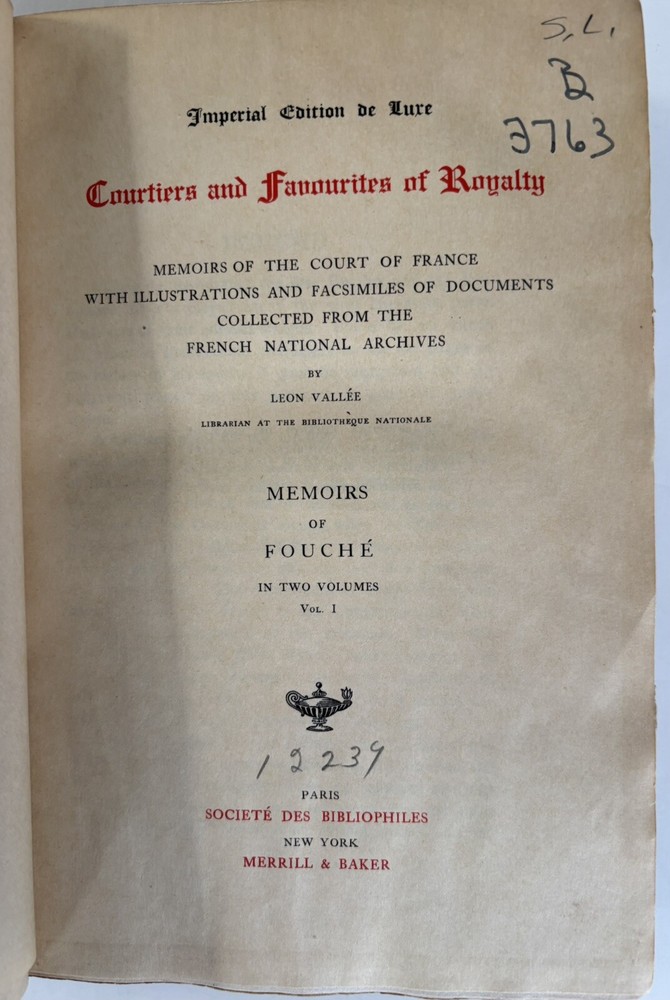 S. L.
B
3763
Imperial Edition de Luxe
Courtiers and Favourites of Royalty
MEMOIRS OF THE COURT OF FRANCE
WITH ILLUSTRATIONS AND FACSIMILES OF DOCUMENTS
COLLECTED FROM THE
FRENCH NATIONAL ARCHIVES
BY
LEON VALLÉE
LIBRARIAN AT THE BIBLIOTHÈQUE NATIONALE
MEMOIRS
OF
FOUCHÉ
IN TWO VOLUMES
VOL. I
12239
PARIS
SOCIETÉ DES BIBLIOPHILES
NEW YORK
MERRILL & BAKER